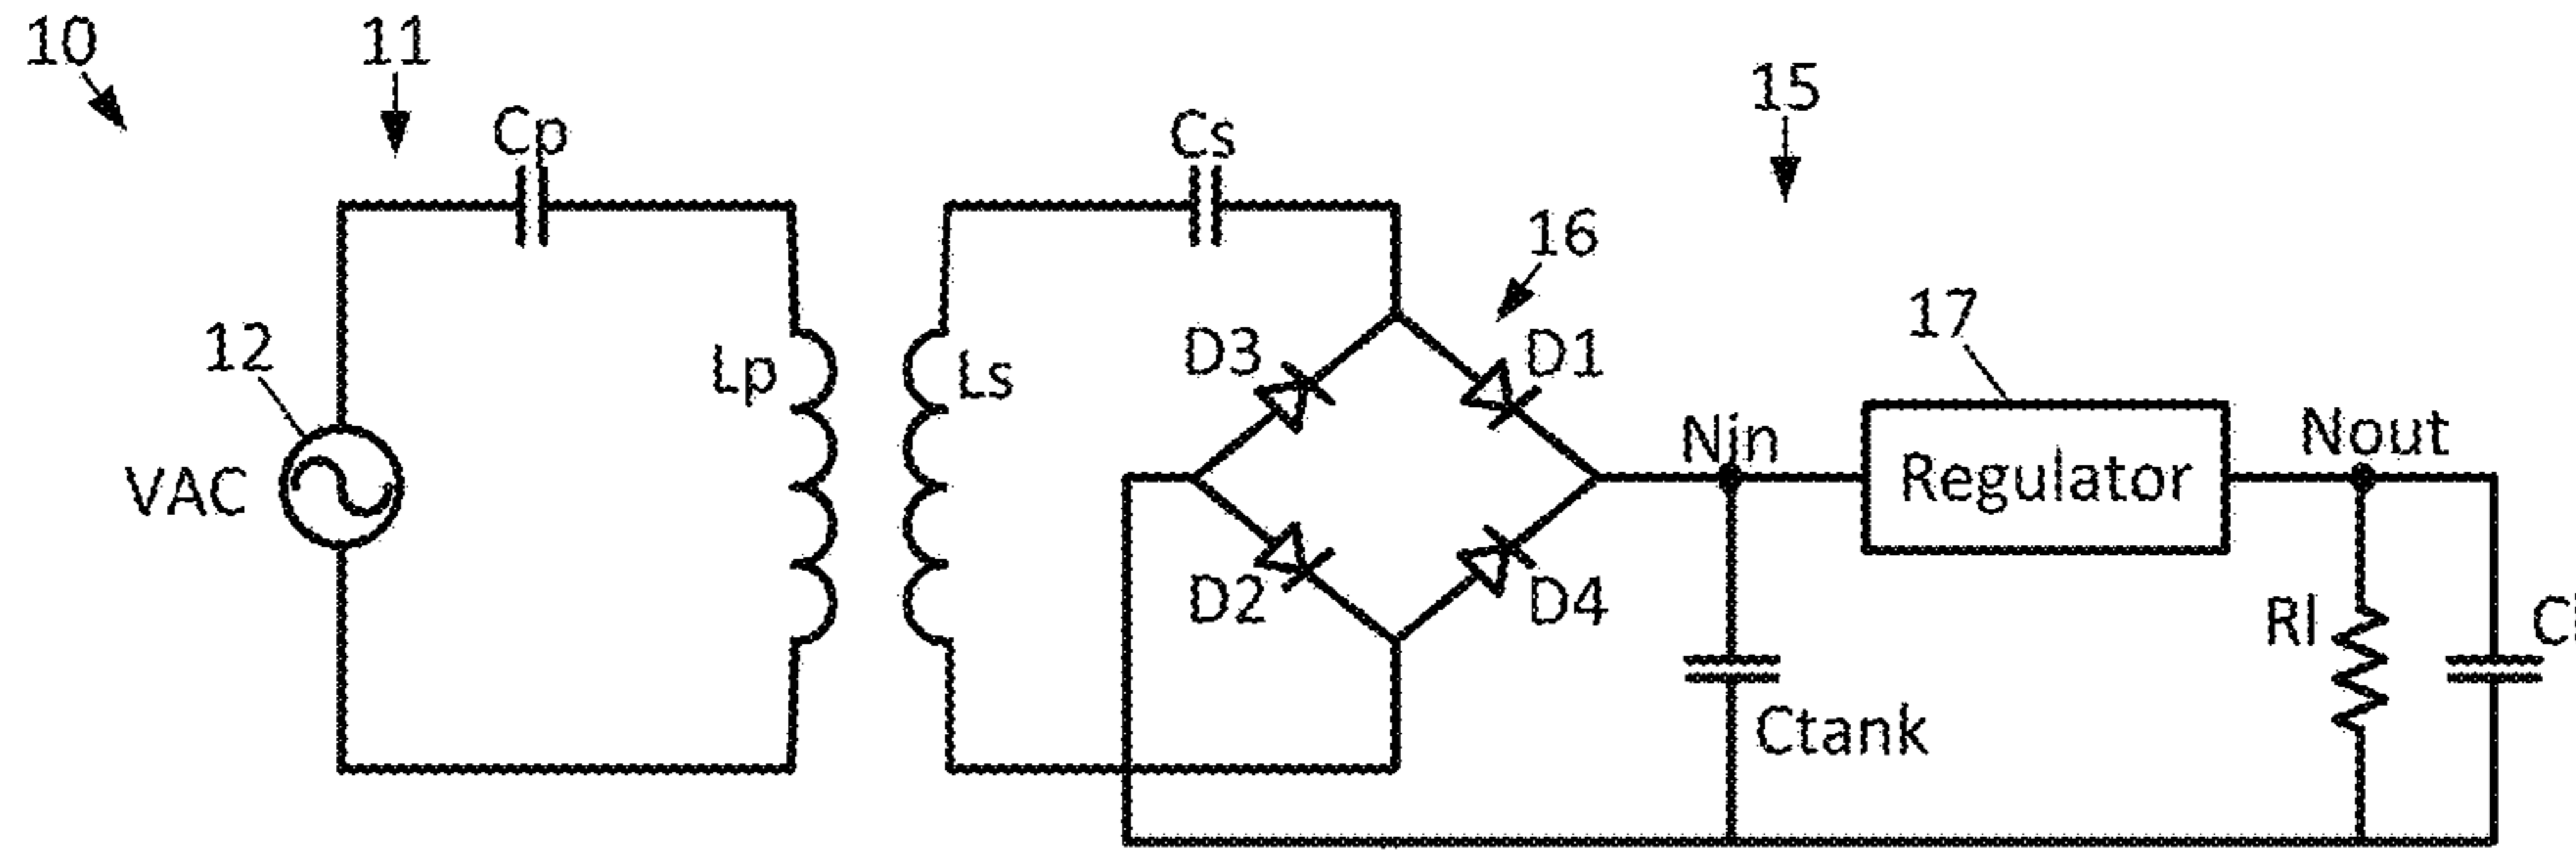 10
11
15
Cp
Cs
16
12
Lp
Ls
D3
D1
17
VAC
Nin
Regulator
Nout
D2
D4
Rl
Ctank